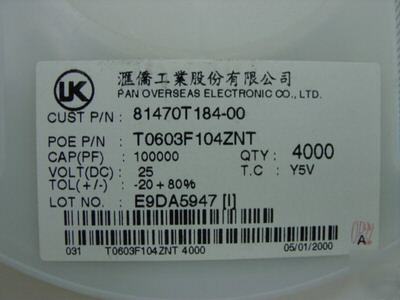 UK
滙僑工業股份有限公司
PAN OVERSEAS ELECTRONIC CO., LTD.
CUST P/N : 81470T184-00
POE P/N : T0603F104ZNT
CAP(PF) : 100000 QTY : 4000
VOLT(DC) : 25 T.C : Y5V
TOL(+/-) : -20 + 80%
LOT NO. : E9DA5947 [I]
031 T0603F104ZNT 4000 05/01/2000
A